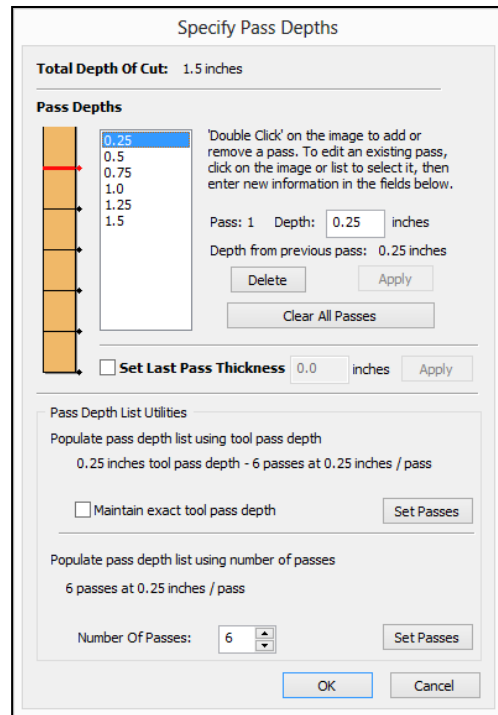 Specify Pass Depths
Total Depth Of Cut: 1.5 inches
Pass Depths
0.25
0.5
0.75
1.0
1.25
1.5
'Double Click' on the image to add or
remove a pass. To edit an existing pass,
click on the image or list to select it, then
enter new information in the fields below.
Pass: 1 Depth: 0.25 inches
Depth from previous pass: 0.25 inches
Delete Apply
Clear All Passes
Set Last Pass Thickness 0.0 inches Apply
Pass Depth List Utilities
Populate pass depth list using tool pass depth
0.25 inches tool pass depth - 6 passes at 0.25 inches / pass
Maintain exact tool pass depth Set Passes
Populate pass depth list using number of passes
6 passes at 0.25 inches / pass
Number Of Passes: 6 Set Passes
OK Cancel